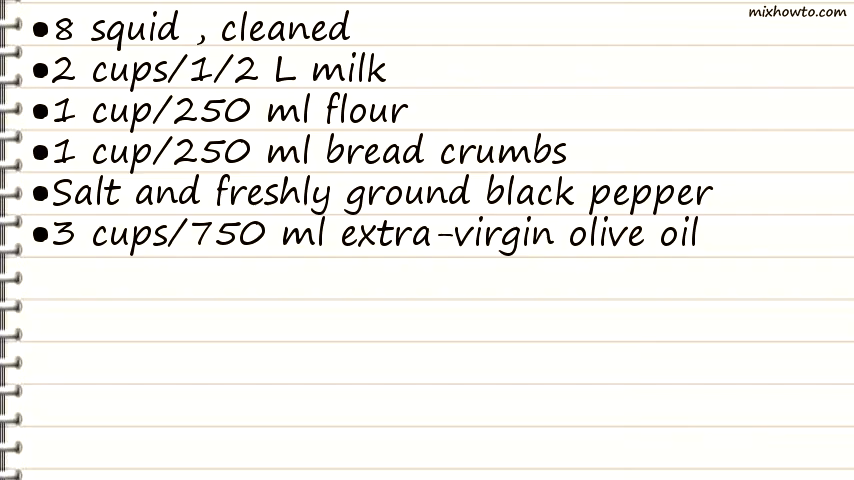 mixhowto.com
•8 squid , cleaned
•2 cups/1/2 L milk
•1 cup/250 ml flour
•1 cup/250 ml bread crumbs
•Salt and freshly ground black pepper
•3 cups/750 ml extra-virgin olive oil